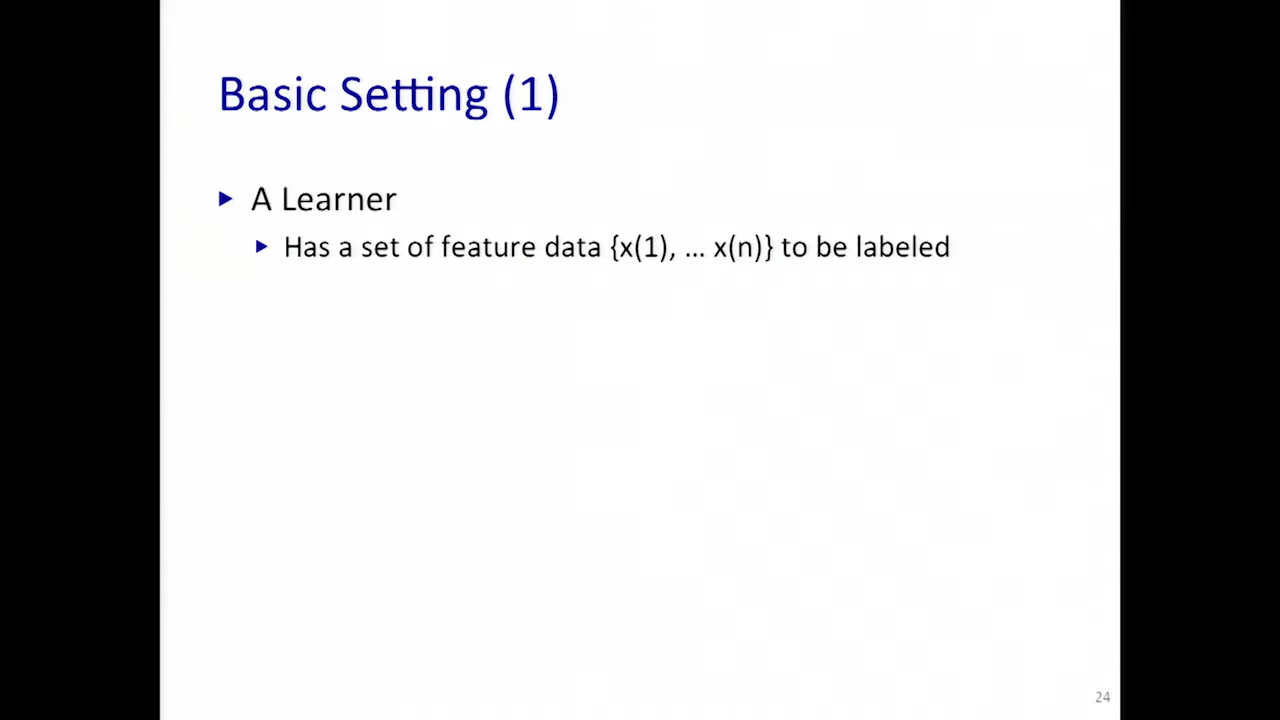 Basic Setting (1)
A Learner
Has a set of feature data {x(1), ... x(n)} to be labeled
24